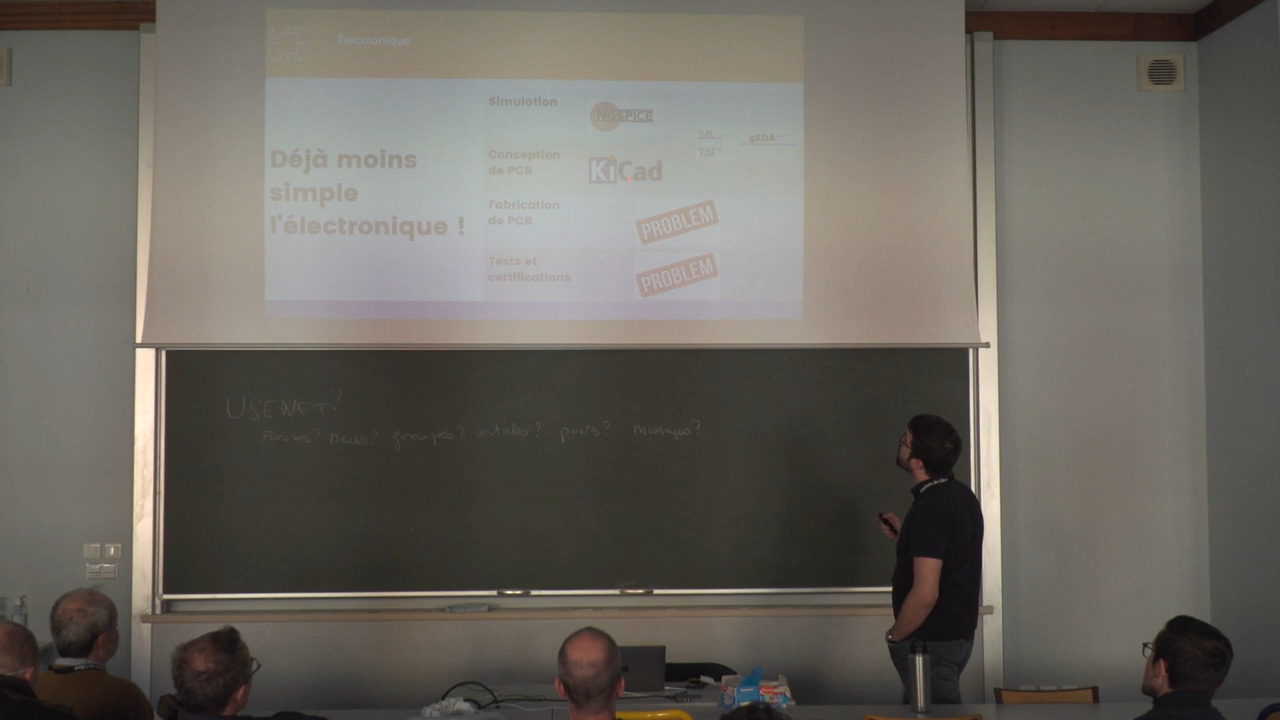 Électronique
Déjà moins
simple
l'électronique !
Simulation
NGSPICE
Conception
de PCB
KiCad
gEDA
Fabrication
de PCB
PROBLEM
Tests et
certifications
PROBLEM
USENET?
news? groupes? articles? posts? messages?